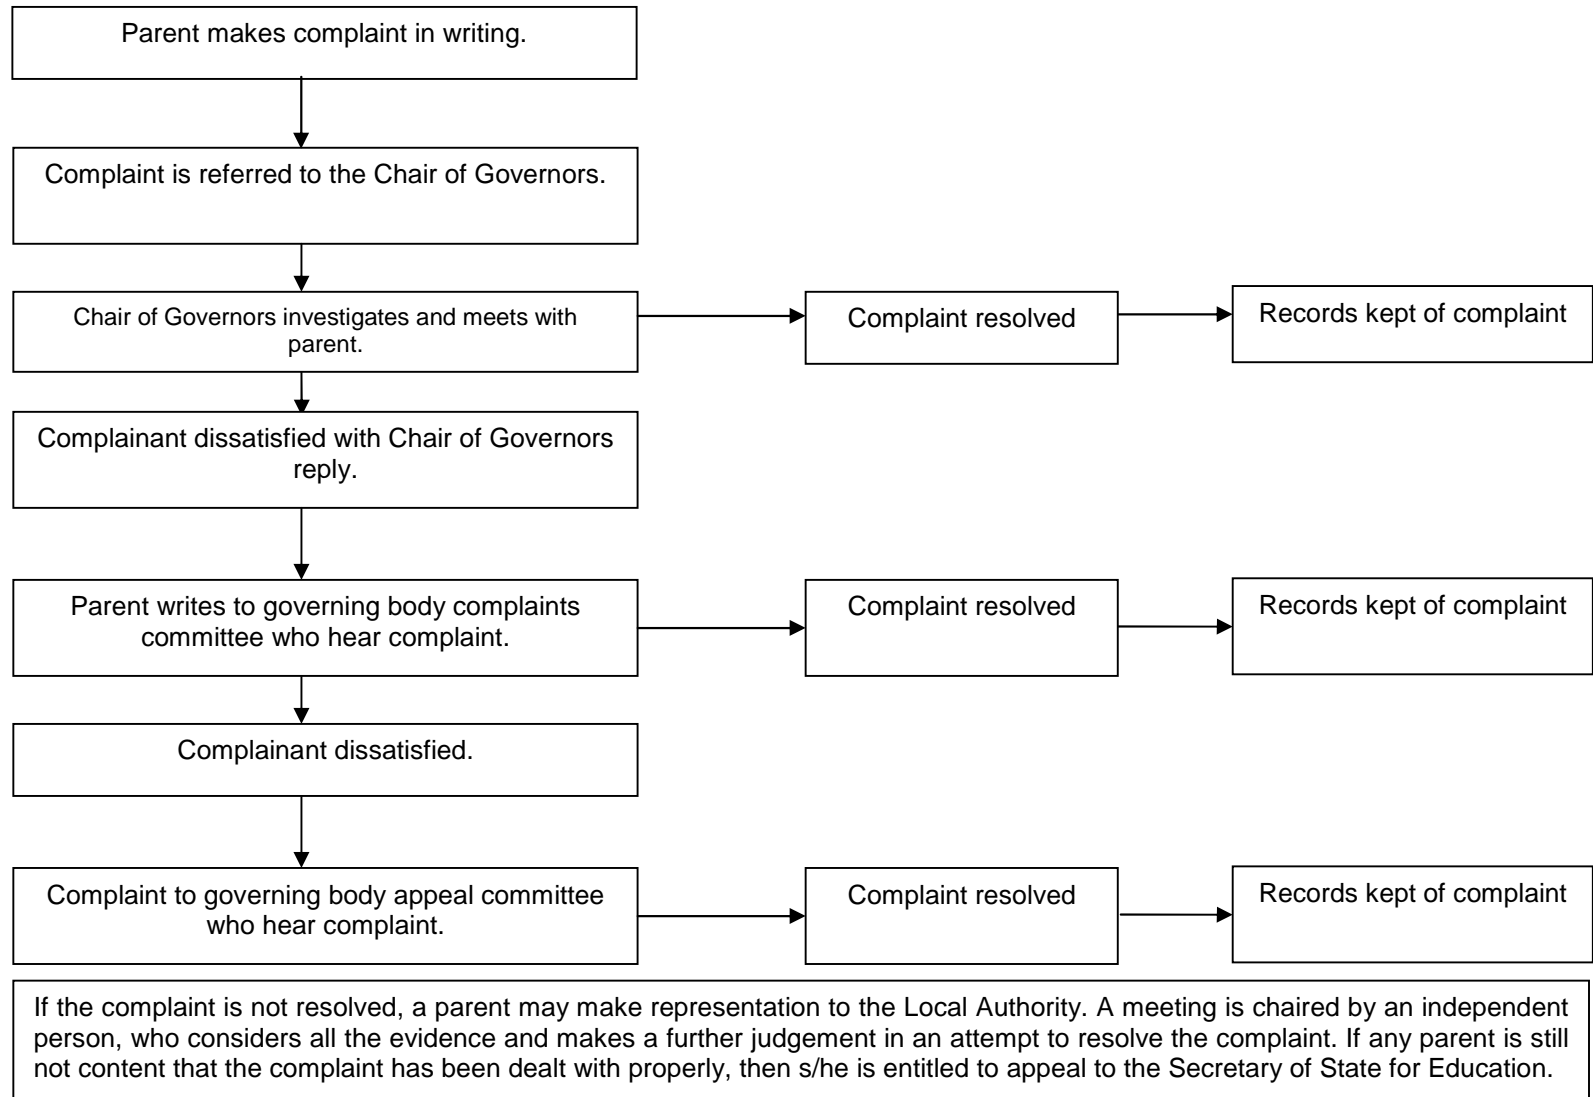 Parent makes complaint in writing.
Complaint is referred to the Chair of Governors.
Chair of Governors investigates and meets with
parent.
Complaint resolved
Records kept of complaint
Complainant dissatisfied with Chair of Governors
reply.
Parent writes to governing body complaints
committee who hear complaint.
Complaint resolved
Records kept of complaint
Complainant dissatisfied.
Complaint to governing body appeal committee
who hear complaint.
Complaint resolved
Records kept of complaint
If the complaint is not resolved, a parent may make representation to the Local Authority. A meeting is chaired by an independent
person, who considers all the evidence and makes a further judgement in an attempt to resolve the complaint. If any parent is still
not content that the complaint has been dealt with properly, then s/he is entitled to appeal to the Secretary of State for Education.